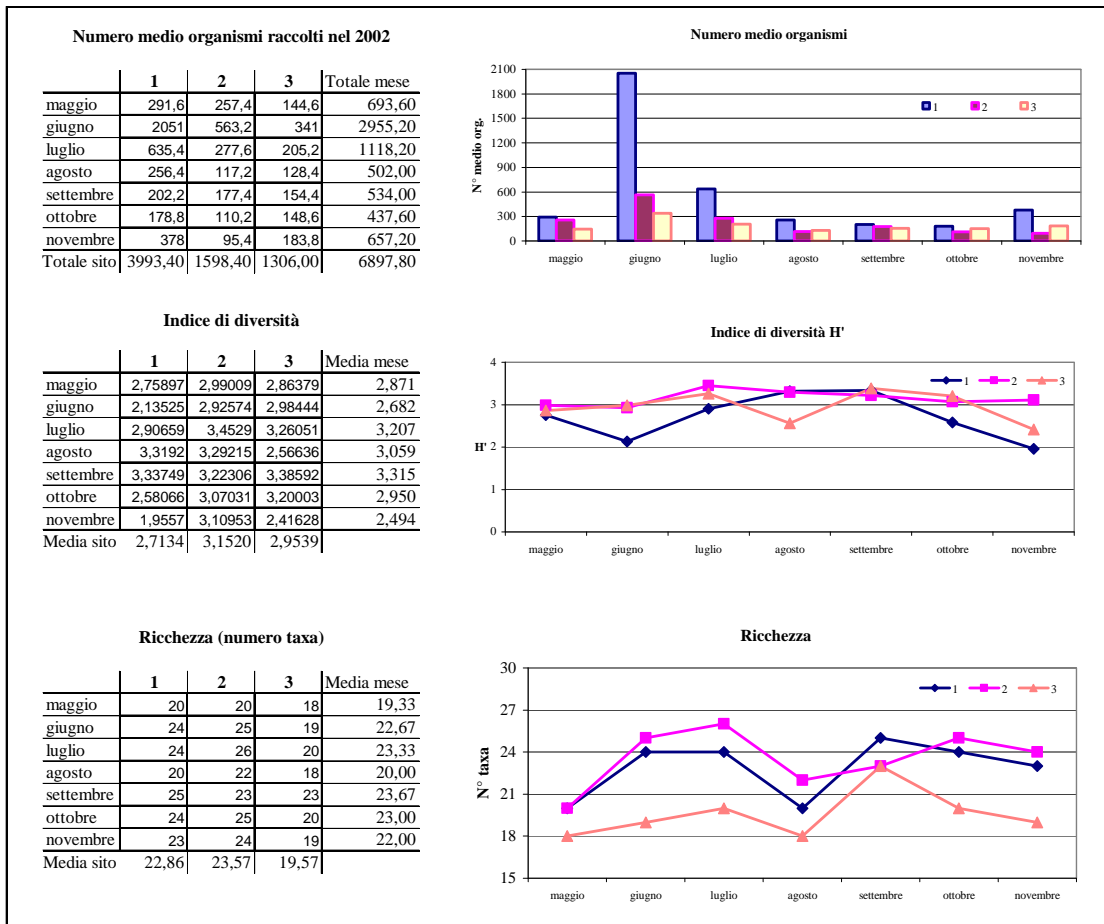 Numero medio organismi raccolti nel 2002
1 2 3 Totale mese
maggio 291,6 257,4 144,6 693,60
giugno 2051 563,2 341 2955,20
luglio 635,4 277,6 205,2 1118,20
agosto 256,4 117,2 128,4 502,00
settembre 202,2 177,4 154,4 534,00
ottobre 178,8 110,2 148,6 437,60
novembre 378 95,4 183,8 657,20
Totale sito 3993,40 1598,40 1306,00 6897,80
Numero medio organismi
N° medio org.
2100
1800
1500
1200
900
600
300
0
1 2 3
maggio giugno luglio agosto settembre ottobre novembre
Indice di diversità
1 2 3 Media mese
maggio 2,75897 2,99009 2,86379 2,871
giugno 2,13525 2,92574 2,98444 2,682
luglio 2,90659 3,4529 3,26051 3,207
agosto 3,3192 3,29215 2,56636 3,059
settembre 3,33749 3,22306 3,38592 3,315
ottobre 2,58066 3,07031 3,20003 2,950
novembre 1,9557 3,10953 2,41628 2,494
Media sito 2,7134 3,1520 2,9539
Indice di diversità H'
H'
4
3
2
1
0
1 2 3
maggio giugno luglio agosto settembre ottobre novembre
Ricchezza (numero taxa)
1 2 3 Media mese
maggio 20 20 18 19,33
giugno 24 25 19 22,67
luglio 24 26 20 23,33
agosto 20 22 18 20,00
settembre 25 23 23 23,67
ottobre 24 25 20 23,00
novembre 23 24 19 22,00
Media sito 22,86 23,57 19,57
Ricchezza
N° taxa
30
27
24
21
18
15
1 2 3
maggio giugno luglio agosto settembre ottobre novembre